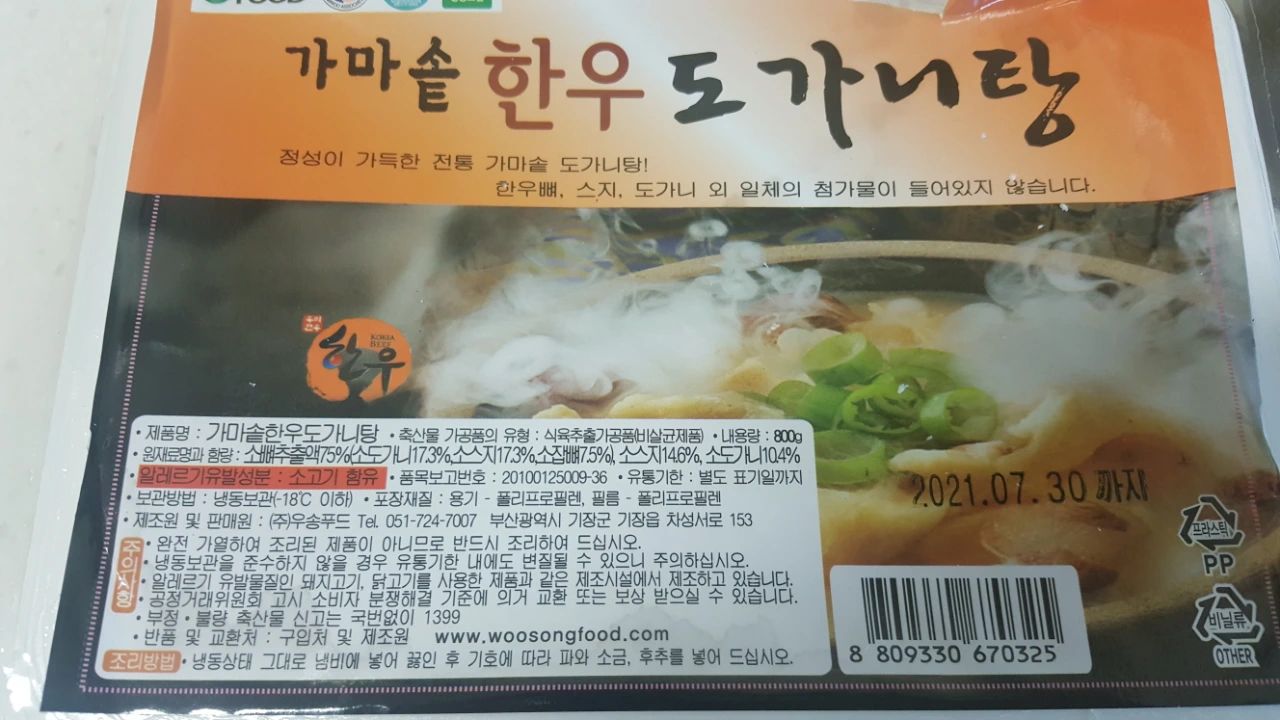 FOOD
가마솥 한우 도가니탕
정성이 가득한 전통 가마솥 도가니탕!
한우뼈, 스지, 도가니 외 일체의 첨가물이 들어있지 않습니다.
한우
KOREA
BEEF
• 제품명 : 가마솥한우도가니탕 • 축산물 가공품의 유형 : 식육추출가공품(비살균제품) • 내용량 : 800g
• 원재료명과 함량 : 소뼈추출액75%(소도가니17.3%,소스지17.3%,소잡뼈7.5%), 소스지14.6%, 소도가니10.4%
알레르기유발성분 : 소고기 함유 • 품목보고번호 : 20100125009-36 • 유통기한 : 별도 표기일까지
• 보관방법 : 냉동보관(-18℃ 이하) • 포장재질 : 용기 - 폴리프로필렌, 필름 - 폴리프로필렌
• 제조원 및 판매원 : (주)우송푸드 Tel. 051-724-7007 부산광역시 기장군 기장읍 차성서로 153
주의사항
• 완전 가열하여 조리된 제품이 아니므로 반드시 조리하여 드십시오.
• 냉동보관을 준수하지 않을 경우 유통기한 내에도 변질될 수 있으니 주의하십시오.
• 알레르기 유발물질인 돼지고기, 닭고기를 사용한 제품과 같은 제조시설에서 제조하고 있습니다.
• 공정거래위원회 고시 소비자 분쟁해결 기준에 의거 교환 또는 보상 받으실 수 있습니다.
• 부정 • 불량 축산물 신고는 국번없이 1399
• 반품 및 교환처 : 구입처 및 제조원 www.woosongfood.com
조리방법 • 냉동상태 그대로 냄비에 넣어 끓인 후 기호에 따라 파와 소금, 후추를 넣어 드십시오.
2021.07.30 까지
8 809330 670325
플라스틱
PP
비닐류
OTHER